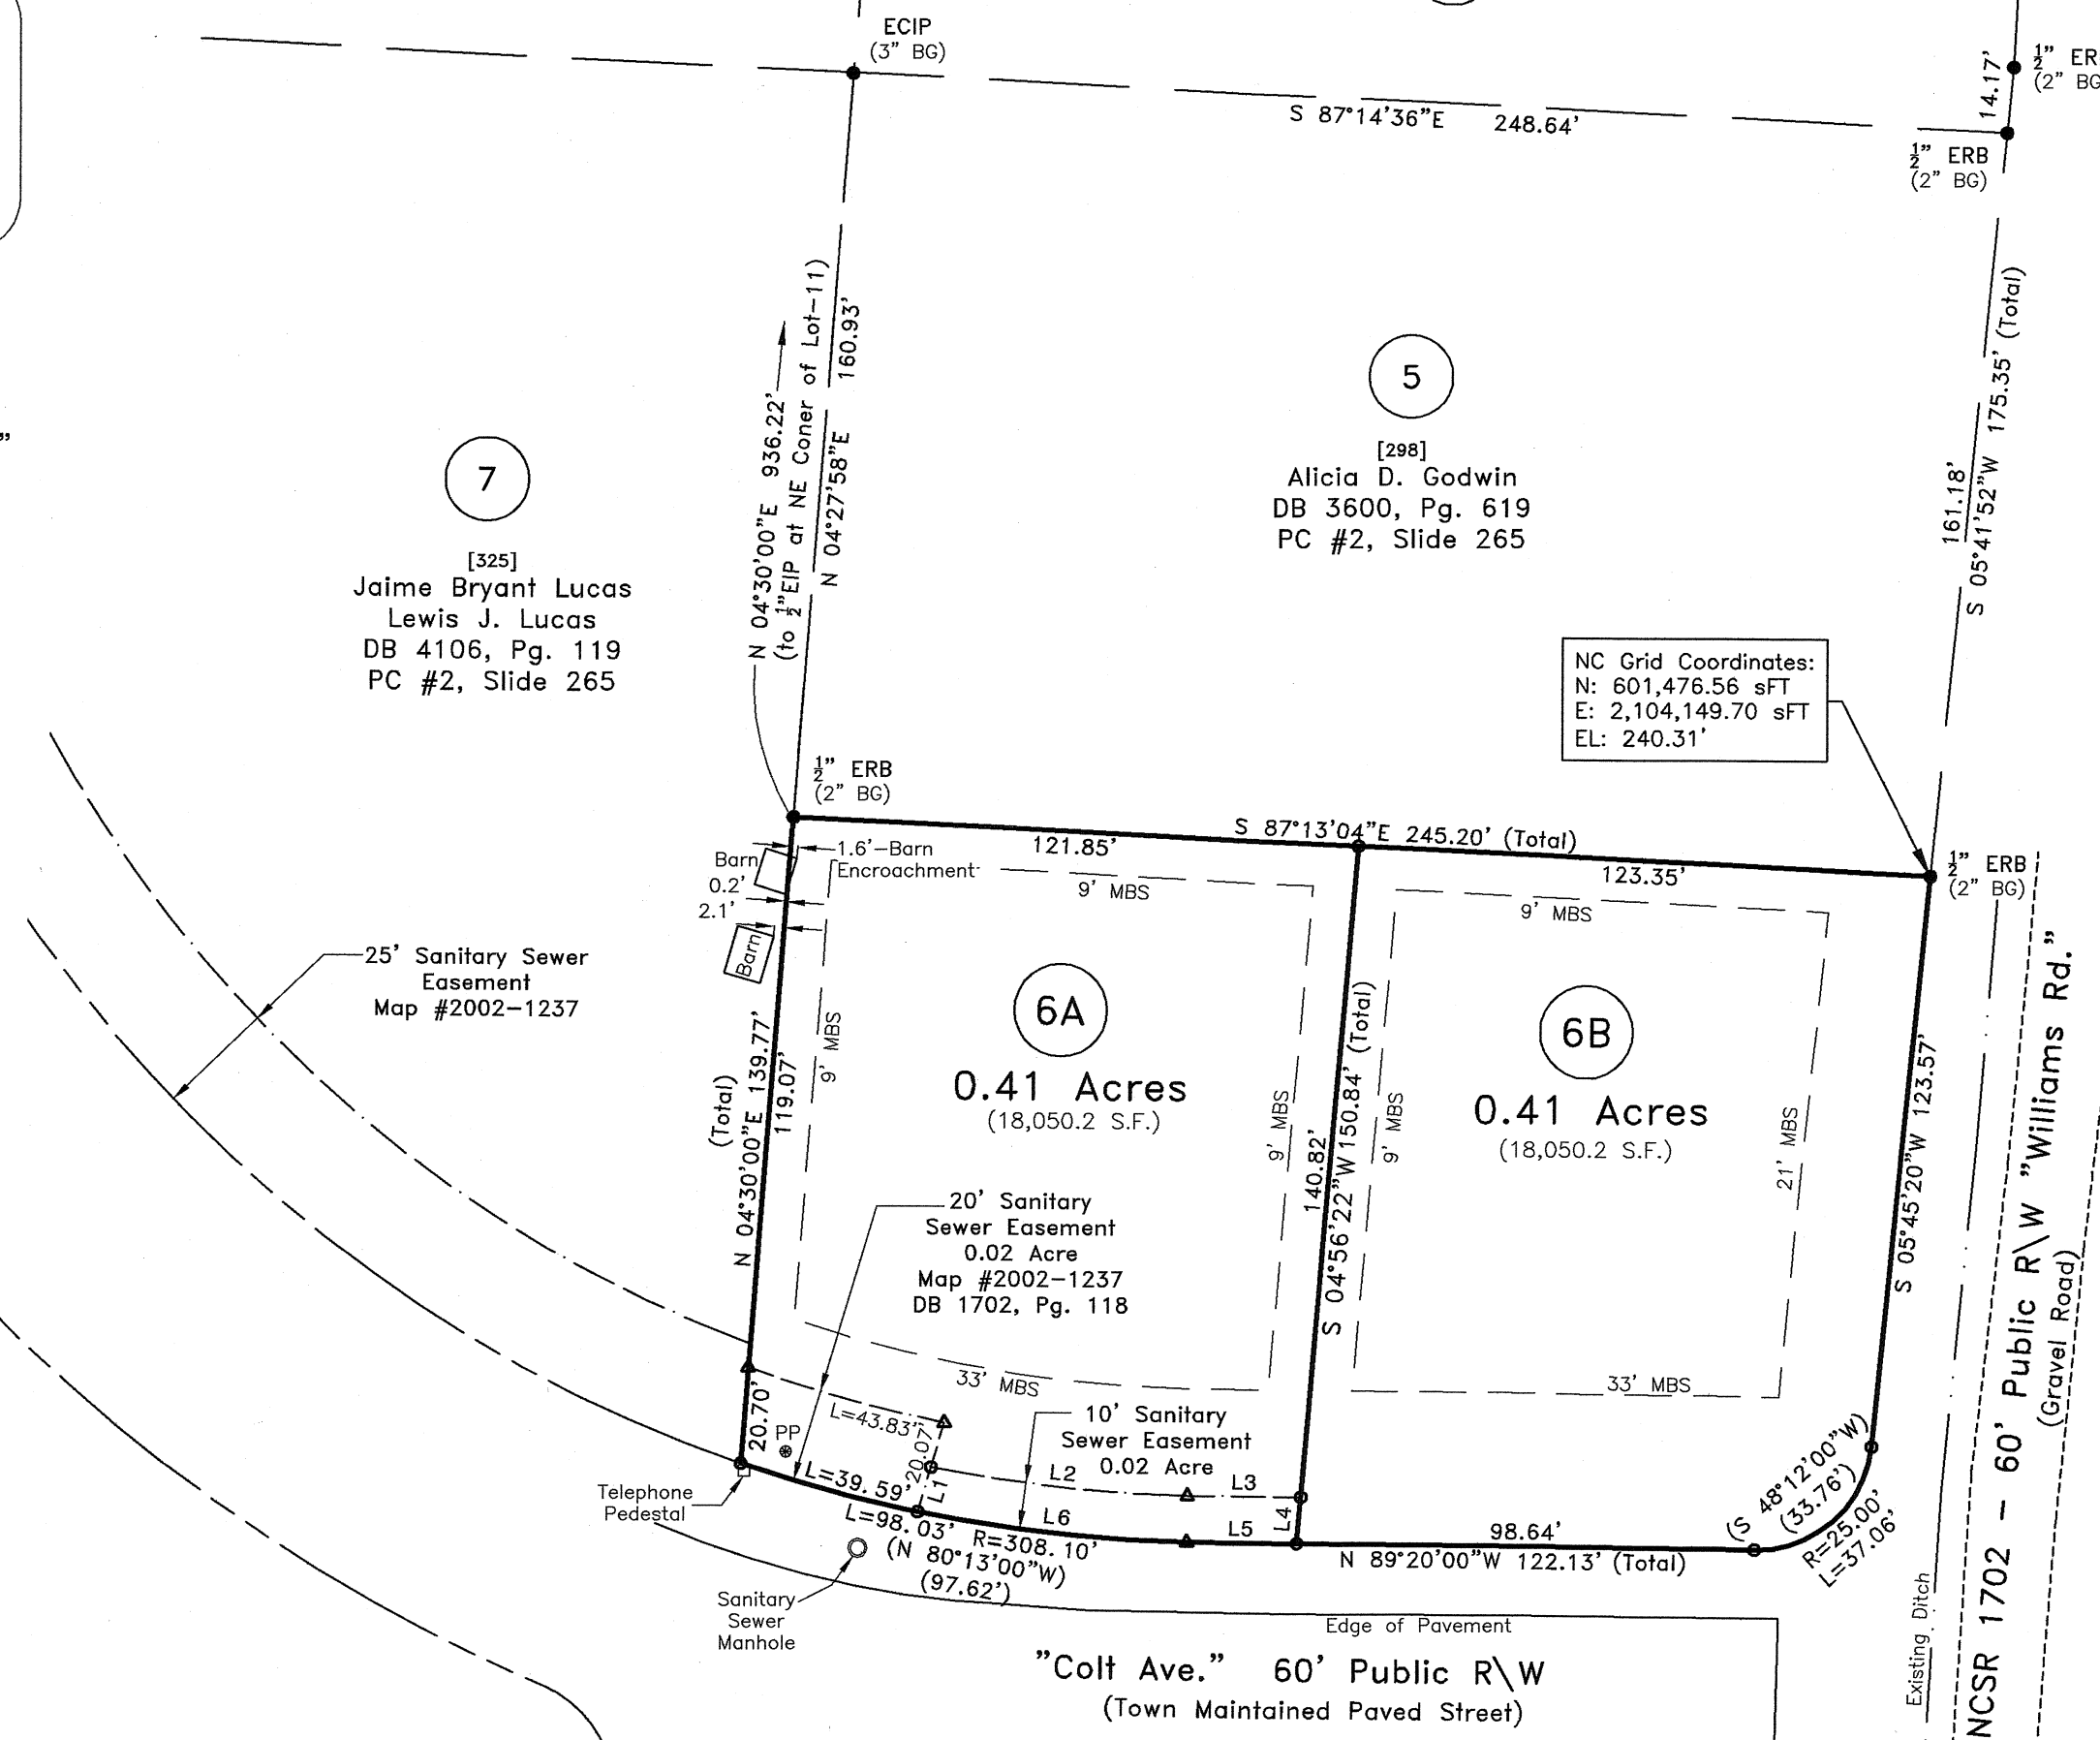 ECIP
(3" BG)
S 87°14'36"E 248.64'
14.17'
½" ER
(2" BG
½" ERB
(2" BG)
"
N 04°30'00"E 936.22'
(to ½"EIP at NE Coner of Lot-11)
N 04°27'58"E 160.93'
5
[298]
Alicia D. Godwin
DB 3600, Pg. 619
PC #2, Slide 265
161.18'
S 05°41'52"W 175.35' (Total)
7
[325]
Jaime Bryant Lucas
Lewis J. Lucas
DB 4106, Pg. 119
PC #2, Slide 265
NC Grid Coordinates:
N: 601,476.56 sFT
E: 2,104,149.70 sFT
EL: 240.31'
½" ERB
(2" BG)
S 87°13'04"E 245.20' (Total)
121.85'
123.35'
½" ERB
(2" BG)
Barn
0.2'
2.1'
1.6'-Barn
Encroachment
Barn
9' MBS
9' MBS
25' Sanitary Sewer
Easement
Map #2002-1237
6A
0.41 Acres
(18,050.2 S.F.)
6B
0.41 Acres
(18,050.2 S.F.)
N 04°30'00"E 139.77'
(Total)
119.07'
9' MBS
9' MBS
140.82'
S 04°56'22"W 150.84' (Total)
9' MBS
21' MBS
S 05°45'20"W 123.57'
20' Sanitary
Sewer Easement
0.02 Acre
Map #2002-1237
DB 1702, Pg. 118
33' MBS
33' MBS
20.70'
PP
L=43.83'
20.07'
L1
10' Sanitary
Sewer Easement
0.02 Acre
L2
L3
L4
L5
L6
L=39.59'
L=98.03' R=308.10'
(N 80°13'00"W)
(97.62')
98.64'
N 89°20'00"W 122.13' (Total)
(S 48°12'00"W)
(33.76')
R=25.00'
L=37.06'
Telephone
Pedestal
Sanitary
Sewer
Manhole
Edge of Pavement
"Colt Ave." 60' Public R\W
(Town Maintained Paved Street)
Existing Ditch
NCSR 1702 - 60' Public R\W "Williams Rd."
(Gravel Road)